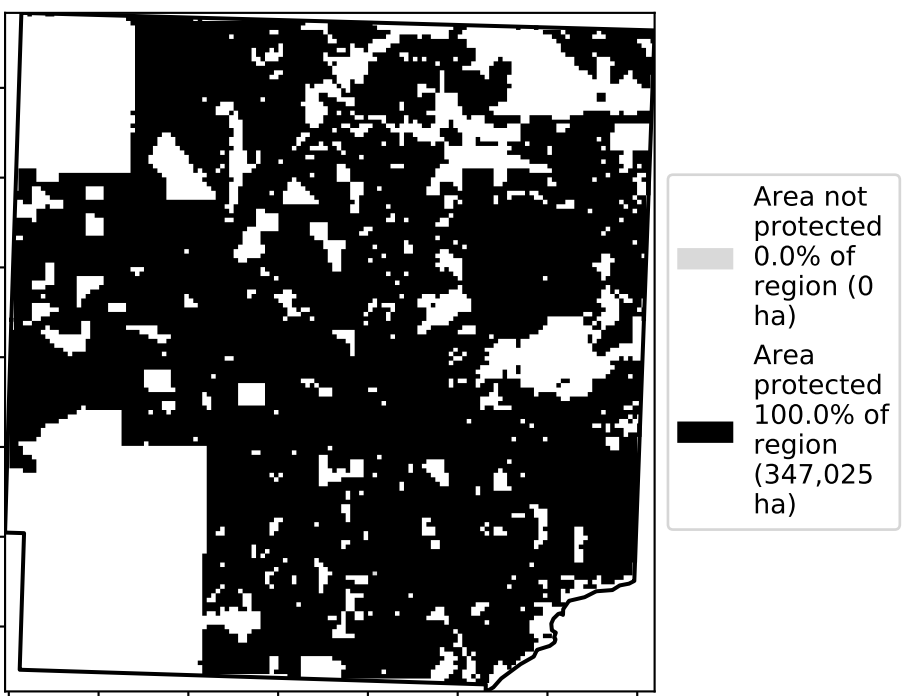 Area not
protected
0.0% of
region (0
ha)
Area
protected
100.0% of
region
(347,025
ha)